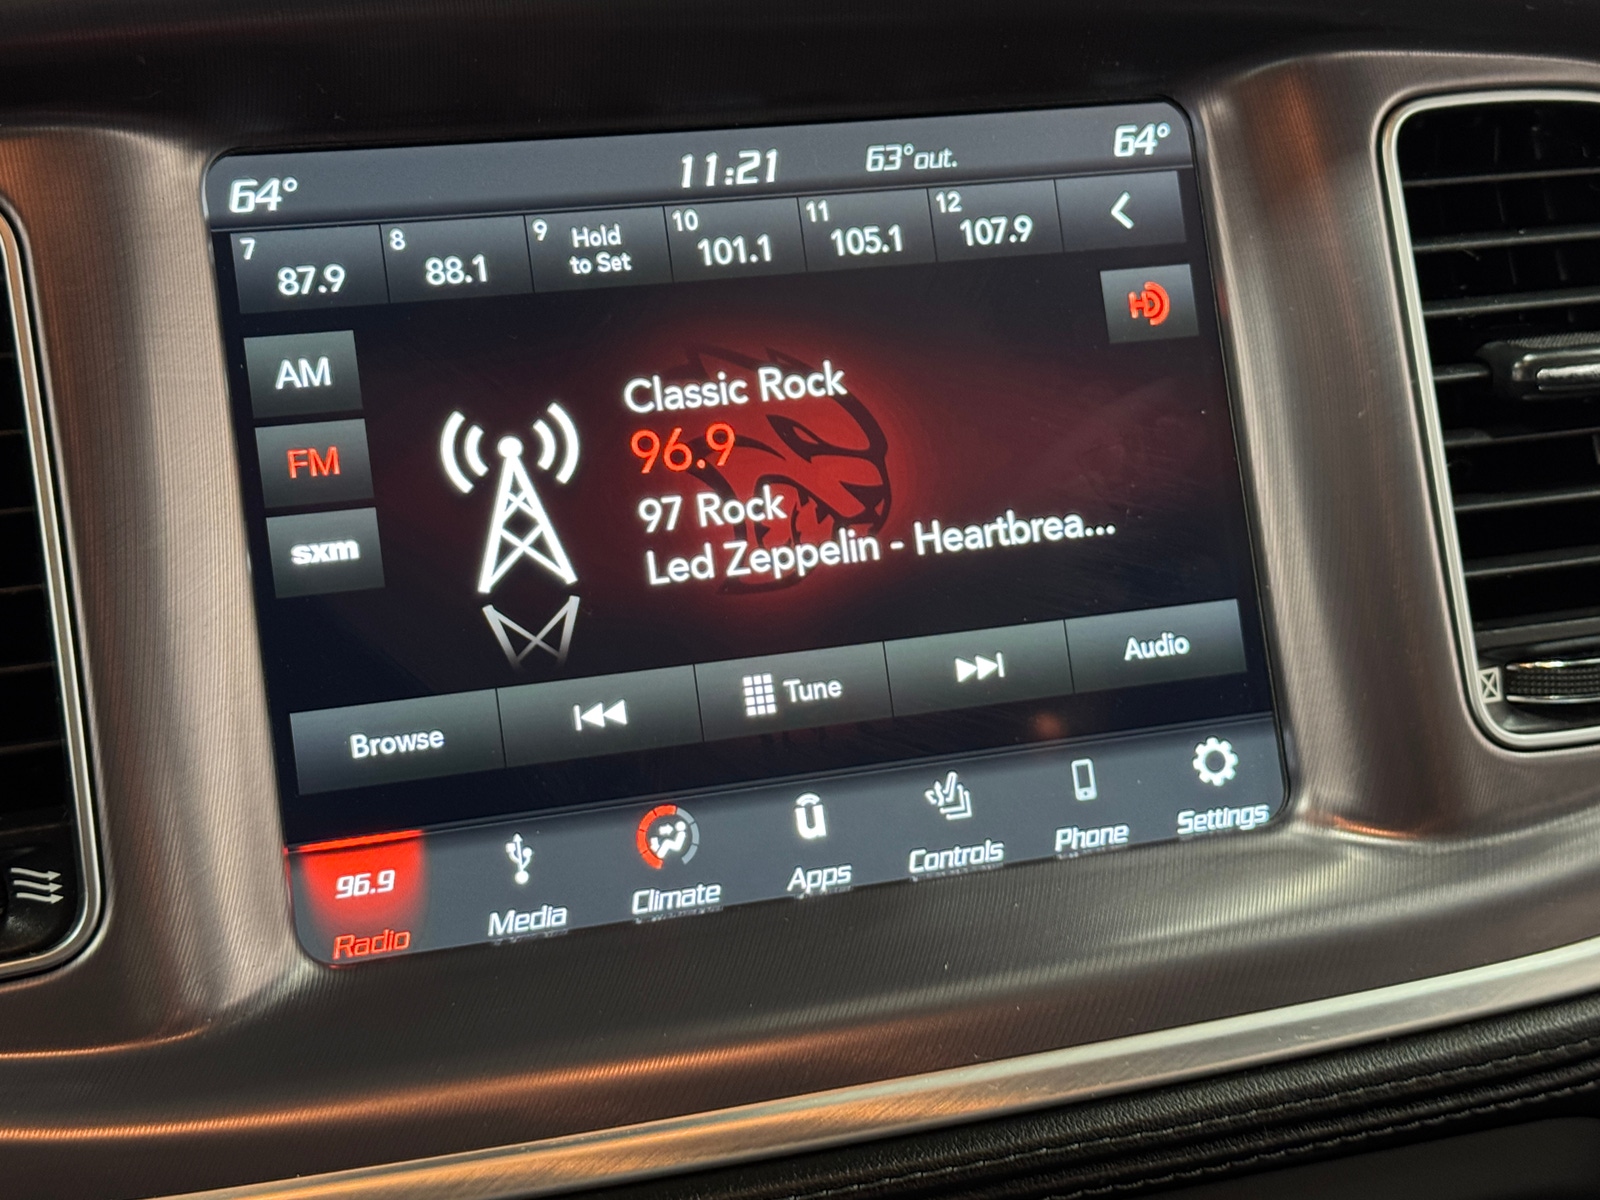 64°
11:21
63°out.
64°
7
87.9
8
88.1
9
Hold
to Set
10
101.1
11
105.1
12
107.9
HD
AM
FM
sxm
Classic Rock
96.9
97 Rock
Led Zeppelin - Heartbrea...
Browse
Tune
Audio
96.9
Radio
Media
Climate
u
Apps
Controls
Phone
Settings